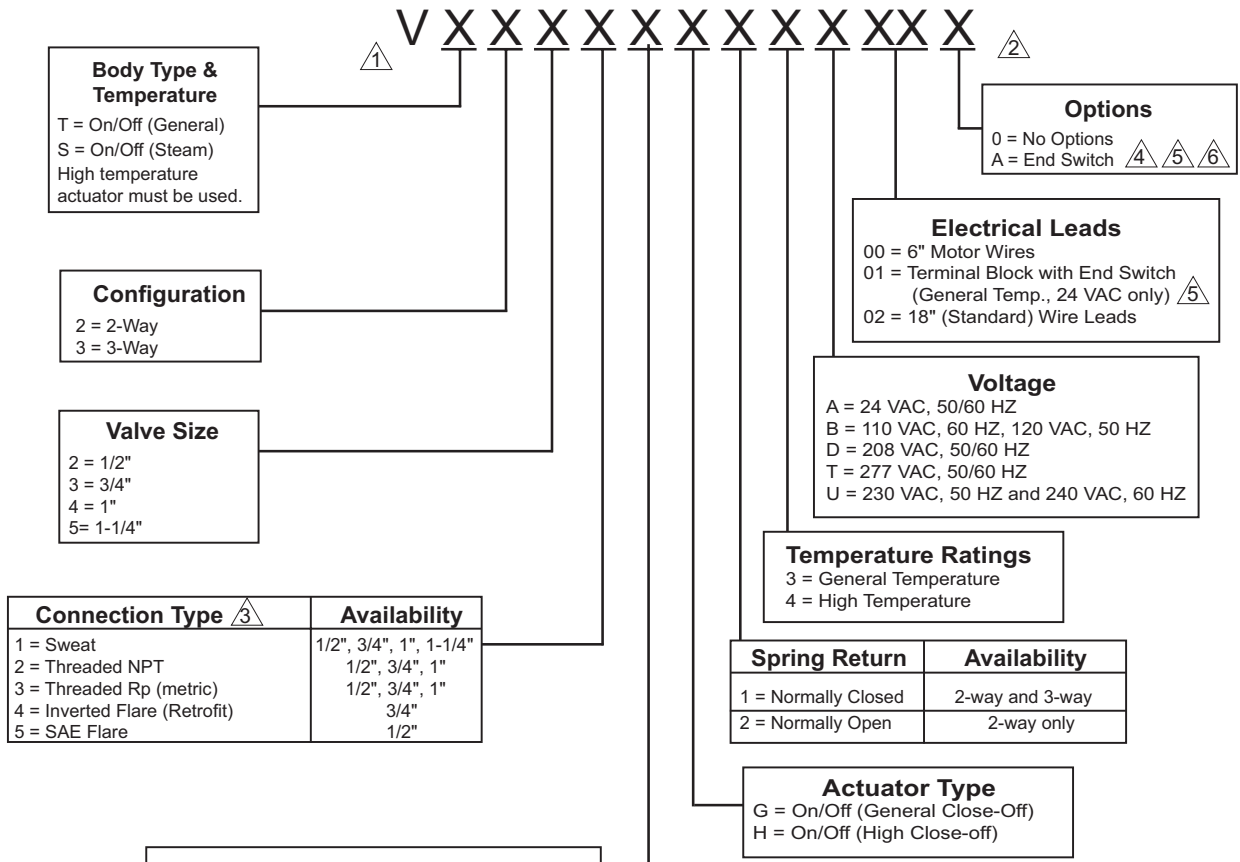 V X X X X X X X X X XX X
1
2
Body Type &
Temperature
T = On/Off (General)
S = On/Off (Steam)
High temperature
actuator must be used.
Options
0 = No Options
A = End Switch 4 5 6
Electrical Leads
00 = 6" Motor Wires
01 = Terminal Block with End Switch
(General Temp., 24 VAC only) 5
02 = 18" (Standard) Wire Leads
Configuration
2 = 2-Way
3 = 3-Way
Voltage
A = 24 VAC, 50/60 HZ
B = 110 VAC, 60 HZ, 120 VAC, 50 HZ
D = 208 VAC, 50/60 HZ
T = 277 VAC, 50/60 HZ
U = 230 VAC, 50 HZ and 240 VAC, 60 HZ
Valve Size
2 = 1/2"
3 = 3/4"
4 = 1"
5= 1-1/4"
Temperature Ratings
3 = General Temperature
4 = High Temperature
Connection Type 3 Availability
1 = Sweat 1/2", 3/4", 1", 1-1/4"
2 = Threaded NPT 1/2", 3/4", 1"
3 = Threaded Rp (metric) 1/2", 3/4", 1"
4 = Inverted Flare (Retrofit) 3/4"
5 = SAE Flare 1/2"
Spring Return Availability
1 = Normally Closed 2-way and 3-way
2 = Normally Open 2-way only
Actuator Type
G = On/Off (General Close-Off)
H = On/Off (High Close-off)